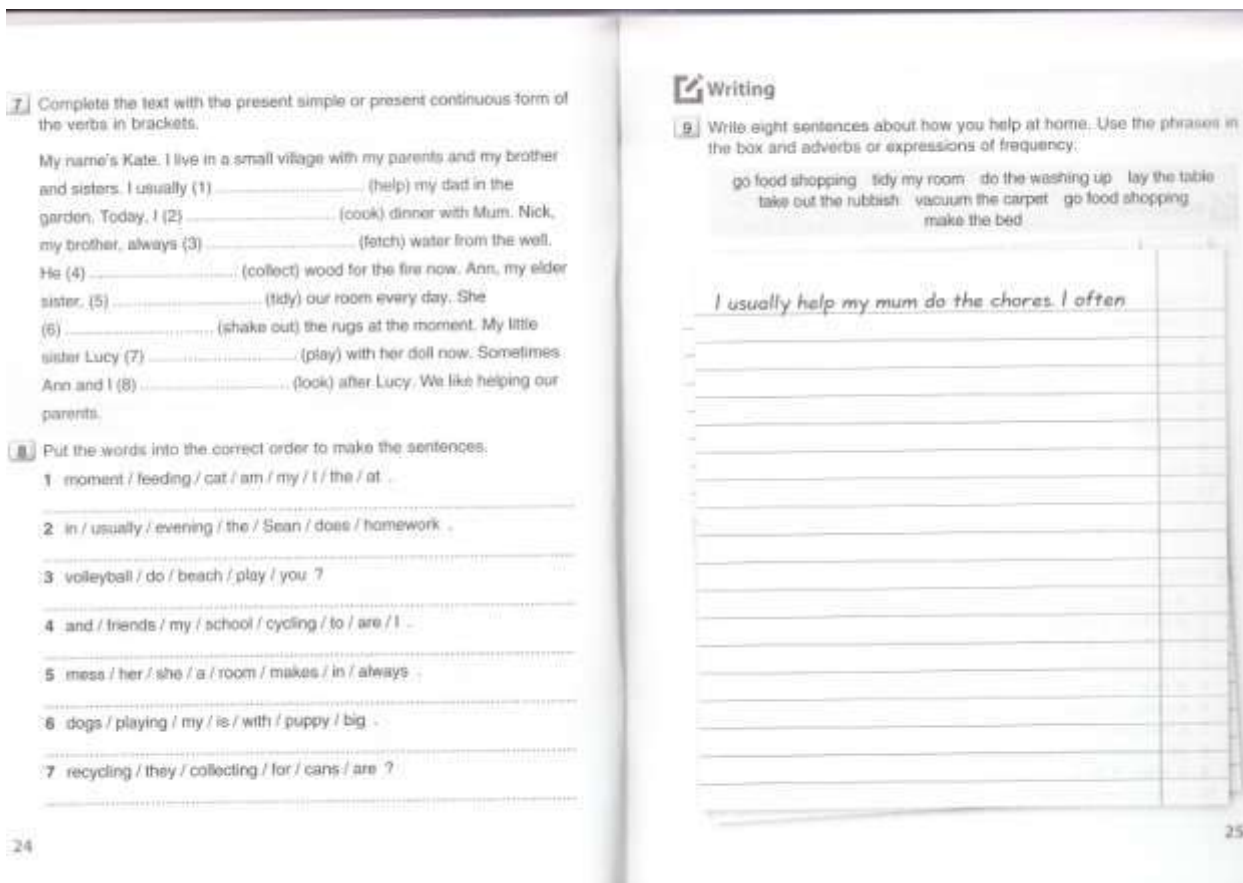 7 Complete the text with the present simple or present continuous form of
the verbs in brackets.
My name's Kate. I live in a small village with my parents and my brother
and sisters. I usually (1) .............................. (help) my dad in the
garden. Today, I (2) .............................. (cook) dinner with Mum. Nick,
my brother, always (3) .............................. (fetch) water from the well.
He (4) .............................. (collect) wood for the fire now. Ann, my elder
sister, (5) .............................. (tidy) our room every day. She
(6) .............................. (shake out) the rugs at the moment. My little
sister Lucy (7) .............................. (play) with her doll now. Sometimes
Ann and I (8) .............................. (look) after Lucy. We like helping our
parents.
8 Put the words into the correct order to make the sentences.
1 moment / feeding / cat / am / my / I / the / at .
2 in / usually / evening / the / Sean / does / homework .
3 volleyball / do / beach / play / you ?
4 and / friends / my / school / cycling / to / are / I .
5 mess / her / she / a / room / makes / in / always .
6 dogs / playing / my / is / with / puppy / big .
7 recycling / they / collecting / for / cans / are ?
24
Writing
9 Write eight sentences about how you help at home. Use the phrases in
the box and adverbs or expressions of frequency.
go food shopping tidy my room do the washing up lay the table
take out the rubbish vacuum the carpet go food shopping
make the bed
I usually help my mum do the chores. I often
25